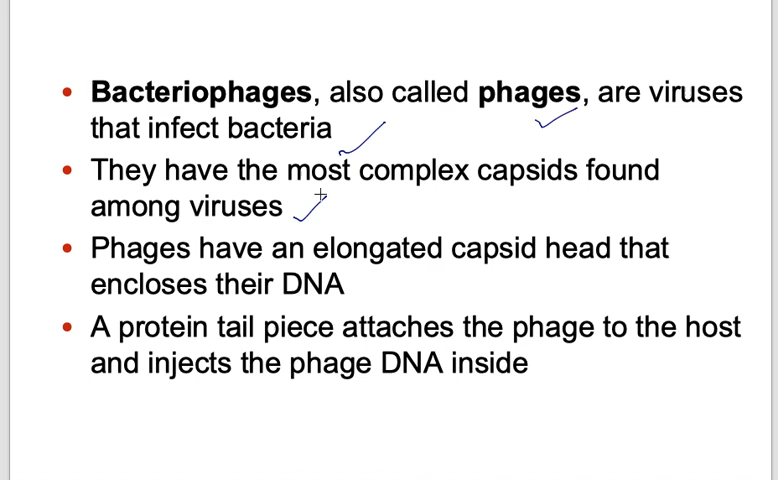 • Bacteriophages, also called phages, are viruses
that infect bacteria
• They have the most complex capsids found
among viruses
• Phages have an elongated capsid head that
encloses their DNA
• A protein tail piece attaches the phage to the host
and injects the phage DNA inside